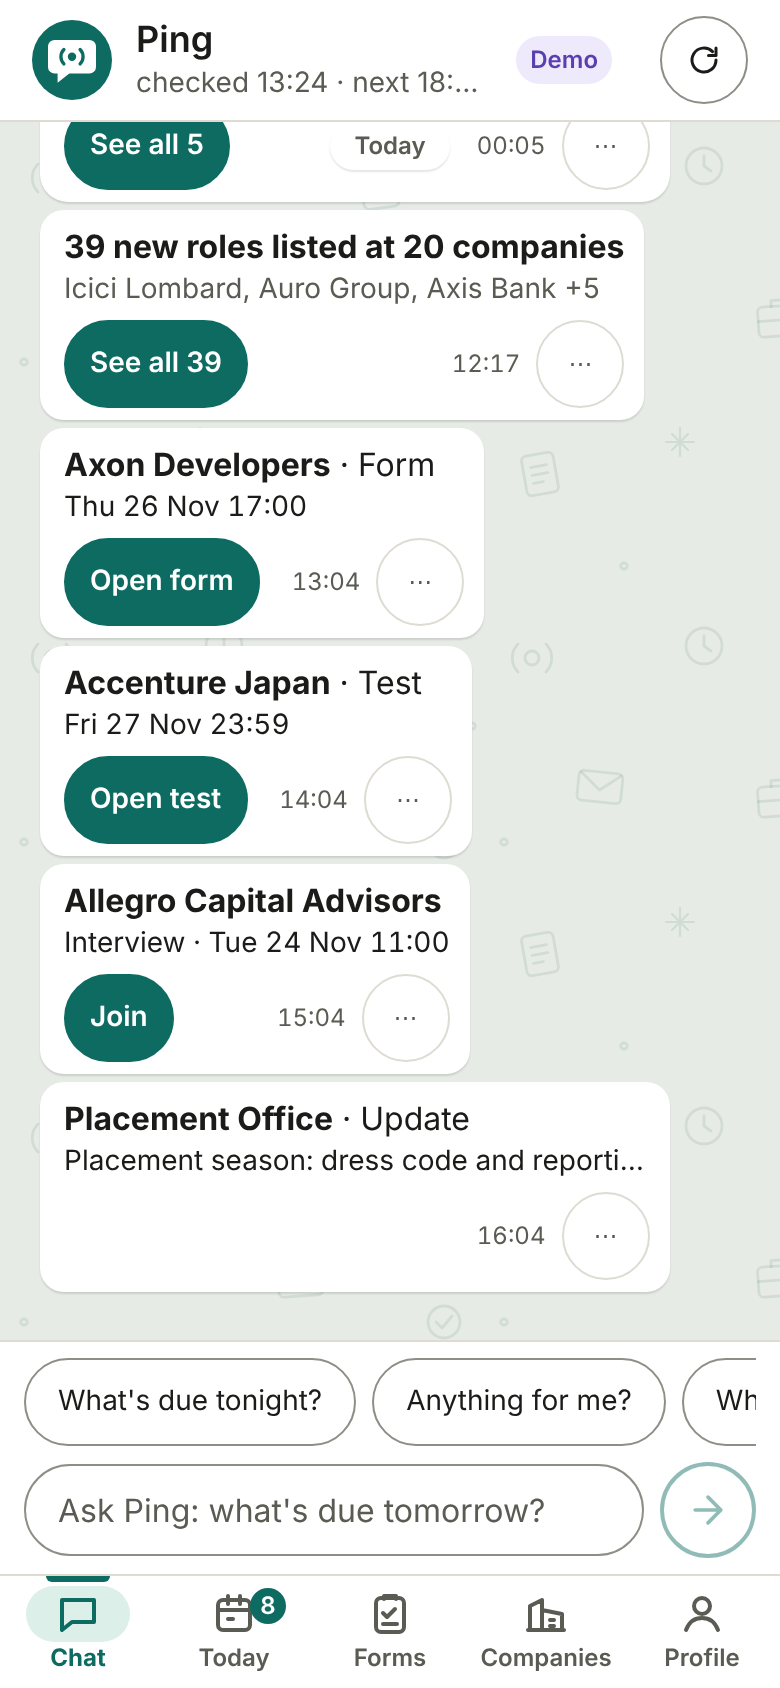 Ping
checked 13:24 · next 18:...
Demo
See all 5
Today
00:05
...
39 new roles listed at 20 companies
Icici Lombard, Auro Group, Axis Bank +5
See all 39
12:17
...
Axon Developers · Form
Thu 26 Nov 17:00
Open form
13:04
...
Accenture Japan · Test
Fri 27 Nov 23:59
Open test
14:04
...
Allegro Capital Advisors
Interview · Tue 24 Nov 11:00
Join
15:04
...
Placement Office · Update
Placement season: dress code and reporti...
16:04
...
What's due tonight?
Anything for me?
Wh
Ask Ping: what's due tomorrow?
8
Chat
Today
Forms
Companies
Profile